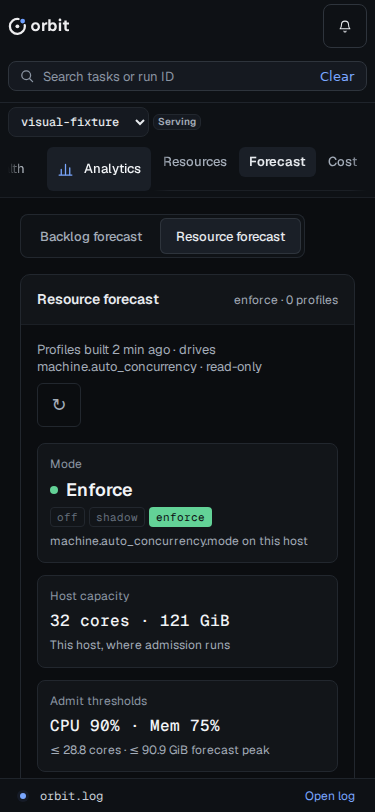 orbit
Search tasks or run ID
Clear
visual-fixture
Serving
lth
Analytics
Resources
Forecast
Cost
Backlog forecast
Resource forecast
Resource forecast
enforce · 0 profiles
Profiles built 2 min ago · drives
machine.auto_concurrency · read-only
Mode
Enforce
off
shadow
enforce
machine.auto_concurrency.mode on this host
Host capacity
32 cores · 121 GiB
This host, where admission runs
Admit thresholds
CPU 90% · Mem 75%
≤ 28.8 cores · ≤ 90.9 GiB forecast peak
orbit.log
Open log